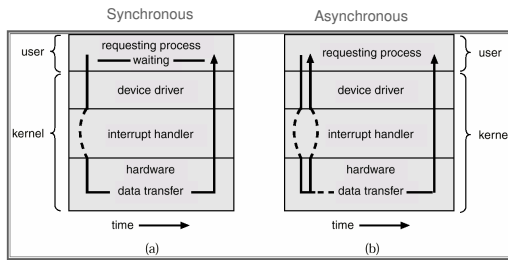 Synchronous
Asynchronous
user
requesting process
waiting
device driver
kernel
interrupt handler
hardware
data transfer
time
(a)
requesting process
user
device driver
interrupt handler
kerne
hardware
data transfer
time
(b)